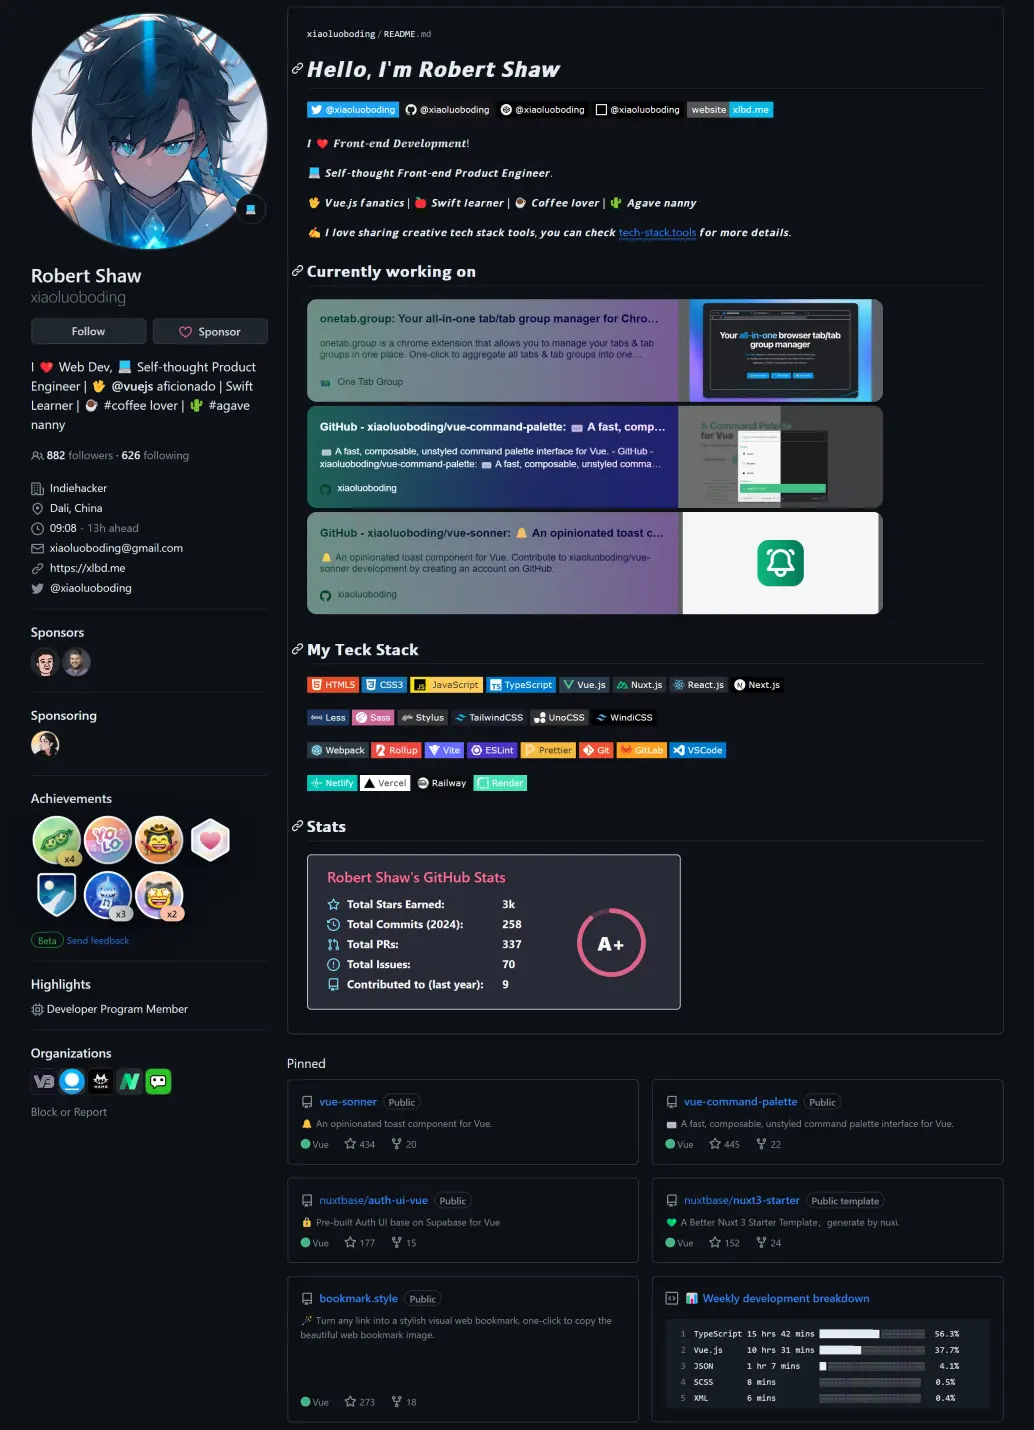 Robert Shaw
xiaoluoboding
Follow
Sponsor
I ❤️ Web Dev, 💻 Self-thought Product
Engineer | 🖖 @vuejs aficionado | Swift
Learner | ☕ #coffee lover | 🌵 #agave
nanny
882 followers · 626 following
Indiehacker
Dali, China
09:08 - 13h ahead
xiaoluoboding@gmail.com
https://xlbd.me
@xiaoluoboding
Sponsors
Sponsoring
Achievements
x4
YOLO
x3
x2
Beta Send feedback
Highlights
Developer Program Member
Organizations
Block or Report
xiaoluoboding/README.md
Hello, I'm Robert Shaw
@xiaoluoboding @xiaoluoboding @xiaoluoboding @xiaoluoboding website xlbd.me
I ❤️ Front-end Development!
💻 Self-thought Front-end Product Engineer.
🖖 Vue.js fanatics | 🍎 Swift learner | ☕ Coffee lover | 🌵 Agave nanny
✍️ I love sharing creative tech stack tools, you can check tech-stack.tools for more details.
Currently working on
onetab.group: Your all-in-one tab/tab group manager for Chro...
onetab.group is a chrome extension that allows you to manage your tabs & tab
groups in one place. One-click to aggregate all tabs & tab groups into one...
One Tab Group
Your all-in-one browser tab/tab
group manager
GitHub - xiaoluoboding/vue-command-palette: ⌨️ A fast, comp...
⌨️ A fast, composable, unstyled command palette interface for Vue. - GitHub -
xiaoluoboding/vue-command-palette: ⌨️ A fast, composable, unstyled comma...
xiaoluoboding
A Command Palette
for Vue
GitHub - xiaoluoboding/vue-sonner: 🔔 An opinionated toast c...
🔔 An opinionated toast component for Vue. Contribute to xiaoluoboding/vue-
sonner development by creating an account on GitHub.
xiaoluoboding
My Teck Stack
HTML5 CSS3 JavaScript TypeScript Vue.js Nuxt.js React.js Next.js
Less Sass Stylus TailwindCSS UnoCSS WindiCSS
Webpack Rollup Vite ESLint Prettier Git GitLab VSCode
Netlify Vercel Railway Render
Stats
Robert Shaw's GitHub Stats
Total Stars Earned: 3k
Total Commits (2024): 258
Total PRs: 337
Total Issues: 70
Contributed to (last year): 9
A+
Pinned
vue-sonner Public
🔔 An opinionated toast component for Vue.
Vue 434 20
vue-command-palette Public
⌨️ A fast, composable, unstyled command palette interface for Vue.
Vue 445 22
nuxtbase/auth-ui-vue Public
🔒 Pre-built Auth UI base on Supabase for Vue
Vue 177 15
nuxtbase/nuxt3-starter Public template
💚 A Better Nuxt 3 Starter Template，generate by nuxi.
Vue 152 24
bookmark.style Public
🪄 Turn any link into a stylish visual web bookmark, one-click to copy the
beautiful web bookmark image.
Vue 273 18
📊 Weekly development breakdown
1 TypeScript 15 hrs 42 mins 56.3%
2 Vue.js 10 hrs 31 mins 37.7%
3 JSON 1 hr 7 mins 4.1%
4 SCSS 8 mins 0.5%
5 XML 6 mins 0.4%